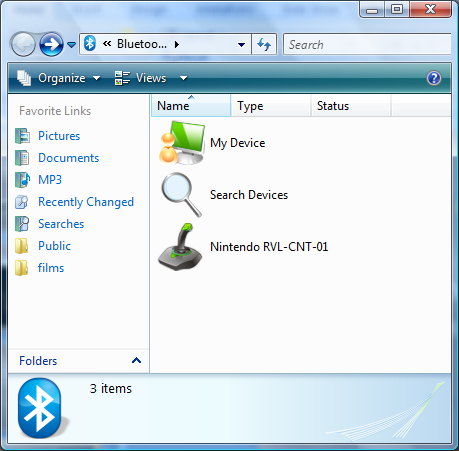 « Bluetoo...
Search
Organize
Views
Favorite Links
Pictures
Documents
MP3
Recently Changed
Searches
Public
films
Folders
Name
Type
Status
My Device
Search Devices
Nintendo RVL-CNT-01
3 items